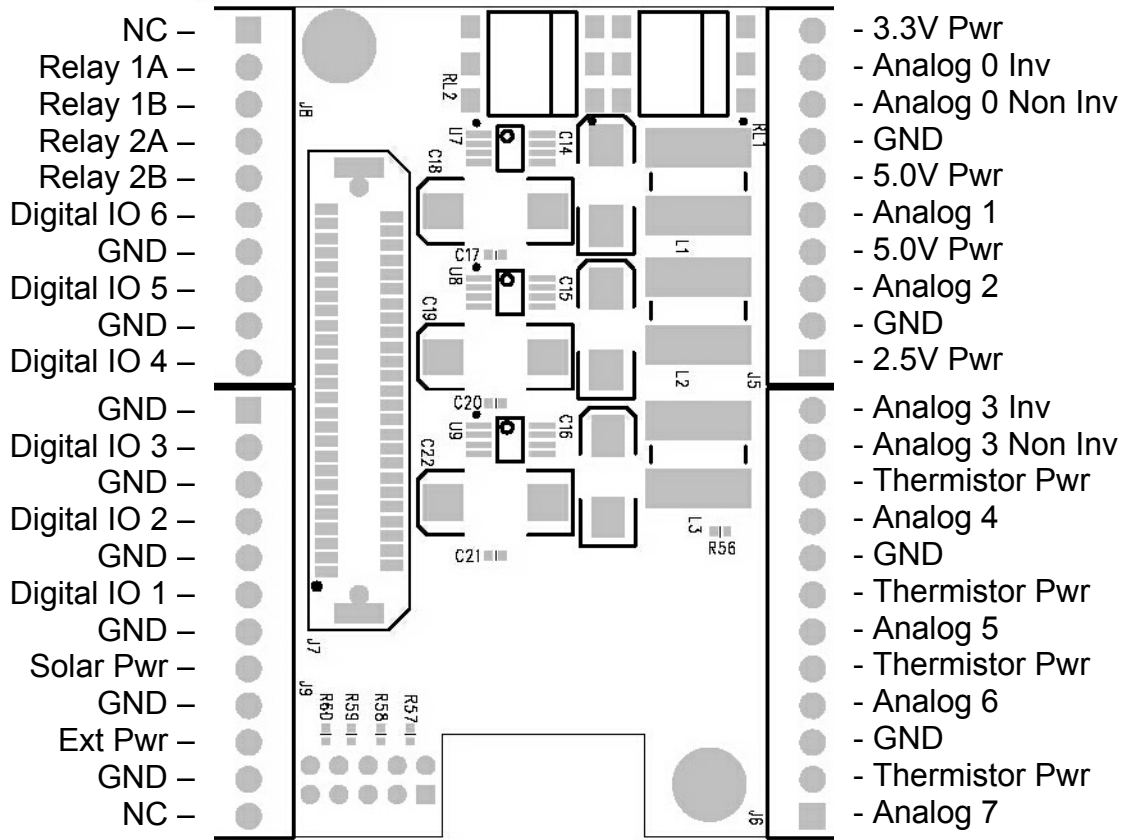 NC –
Relay 1A –
Relay 1B –
Relay 2A –
Relay 2B –
Digital IO 6 –
GND –
Digital IO 5 –
GND –
Digital IO 4 –
GND –
Digital IO 3 –
GND –
Digital IO 2 –
GND –
Digital IO 1 –
GND –
Solar Pwr –
GND –
Ext Pwr –
GND –
NC –
J8
RL2
RL1
U7
C14
C18
C17
L1
U8
C15
C19
C20
L2
J5
U9
C16
C22
C21
L3
R56
J7
J9
R60
R59
R58
R57
J6
- 3.3V Pwr
- Analog 0 Inv
- Analog 0 Non Inv
- GND
- 5.0V Pwr
- Analog 1
- 5.0V Pwr
- Analog 2
- GND
- 2.5V Pwr
- Analog 3 Inv
- Analog 3 Non Inv
- Thermistor Pwr
- Analog 4
- GND
- Thermistor Pwr
- Analog 5
- Thermistor Pwr
- Analog 6
- GND
- Thermistor Pwr
- Analog 7